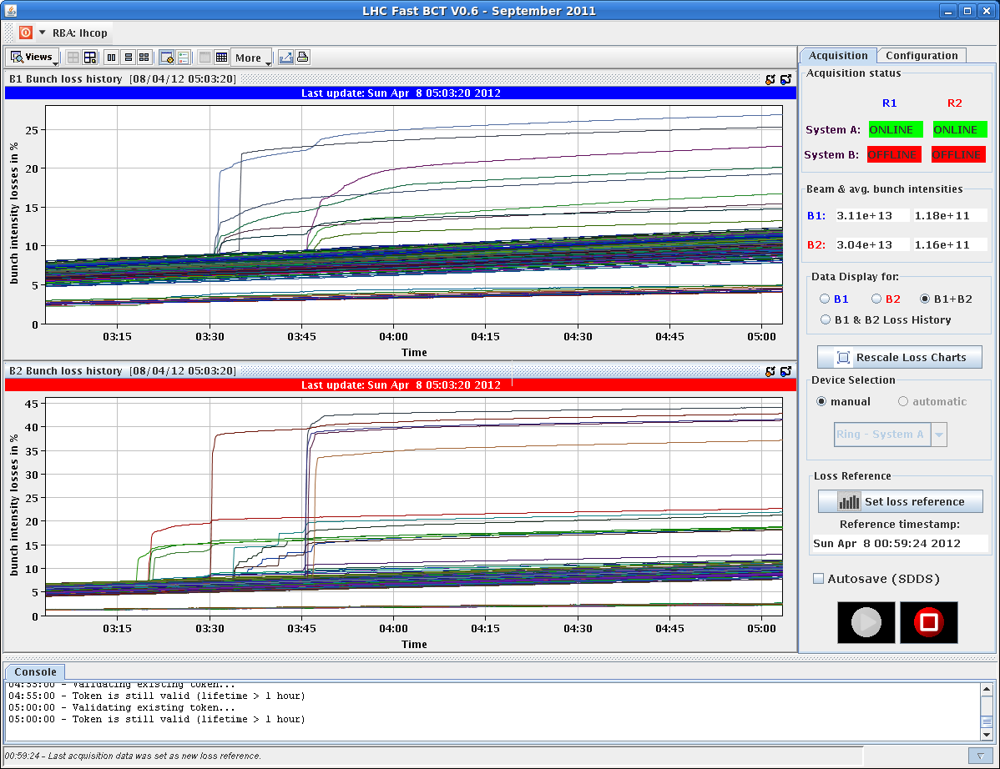 LHC Fast BCT V0.6 - September 2011
RBA: lhcop
Views
More
B1 Bunch loss history [08/04/12 05:03:20]
Last update: Sun Apr 8 05:03:20 2012
bunch intensity losses in %
25
20
15
10
5
0
03:15 03:30 03:45 04:00 04:15 04:30 04:45 05:00
Time
B2 Bunch loss history [08/04/12 05:03:20]
Last update: Sun Apr 8 05:03:20 2012
bunch intensity losses in %
45
40
35
30
25
20
15
10
5
0
03:15 03:30 03:45 04:00 04:15 04:30 04:45 05:00
Time
Acquisition Configuration
Acquisition status
R1 R2
System A: ONLINE ONLINE
System B: OFFLINE OFFLINE
Beam & avg. bunch intensities
B1: 3.11e+13 1.18e+11
B2: 3.04e+13 1.16e+11
Data Display for:
B1 B2 B1+B2
B1 & B2 Loss History
Rescale Loss Charts
Device Selection
manual automatic
Ring - System A
Loss Reference
Set loss reference
Reference timestamp:
Sun Apr 8 00:59:24 2012
Autosave (SDDS)
Console
04:55:00 - Validating existing token...
04:55:00 - Token is still valid (lifetime > 1 hour)
05:00:00 - Validating existing token...
05:00:00 - Token is still valid (lifetime > 1 hour)
00:59:24 - Last acquisition data was set as new loss reference.